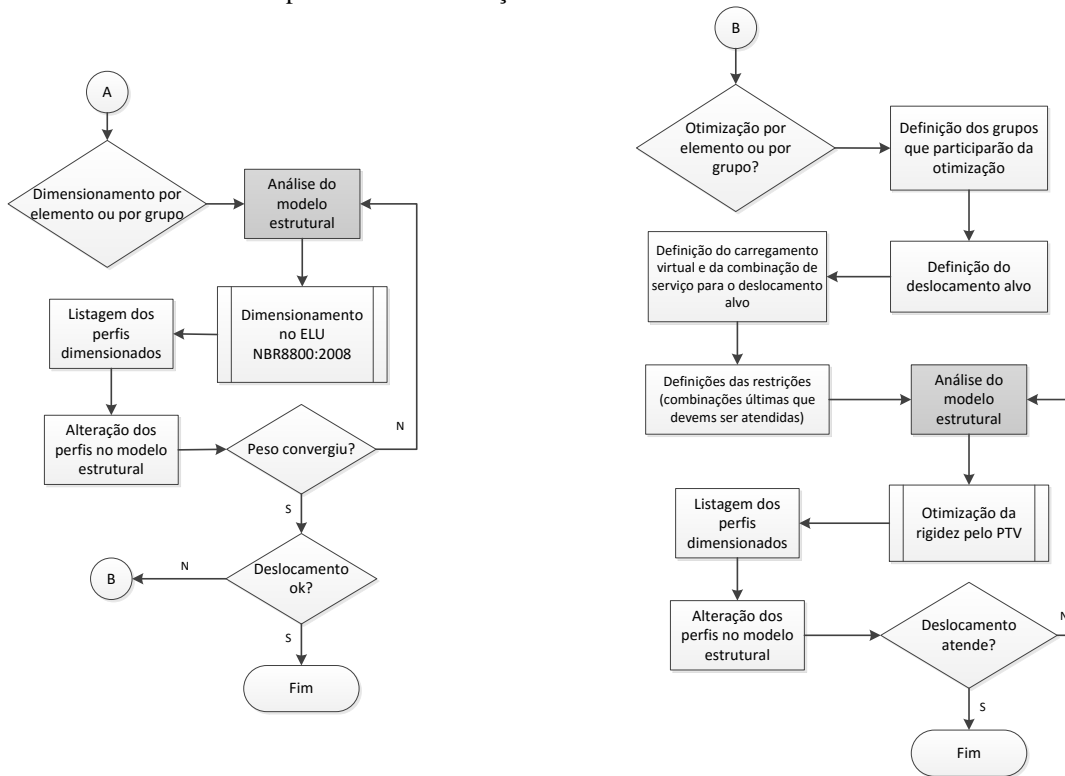 A
Dimensionamento por
elemento ou por grupo
Análise do
modelo
estrutural
Dimensionamento
no ELU
NBR8800:2008
Listagem dos
perfis
dimensionados
Alteração dos
perfis no modelo
estrutural
Peso convergiu?
N
S
Deslocamento
ok?
N
B
S
Fim
B
Otimização por
elemento ou por
grupo?
Definição dos grupos
que participarão da
otimização
Definição do
deslocamento alvo
Definição do carregamento
virtual e da combinação de
serviço para o deslocamento
alvo
Definições das restrições
(combinações últimas que
devems ser atendidas)
Análise do
modelo
estrutural
Otimização da
rigidez pelo PTV
Listagem dos
perfis
dimensionados
Alteração dos
perfis no modelo
estrutural
Deslocamento
atende?
N
S
Fim